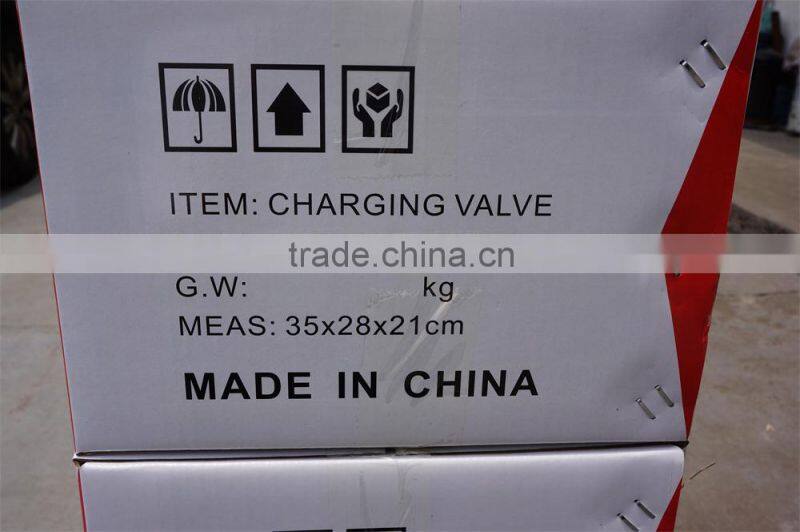 ITEM: CHARGING VALVE
trade.china.cn
G.W: kg
MEAS: 35x28x21cm
MADE IN CHINA